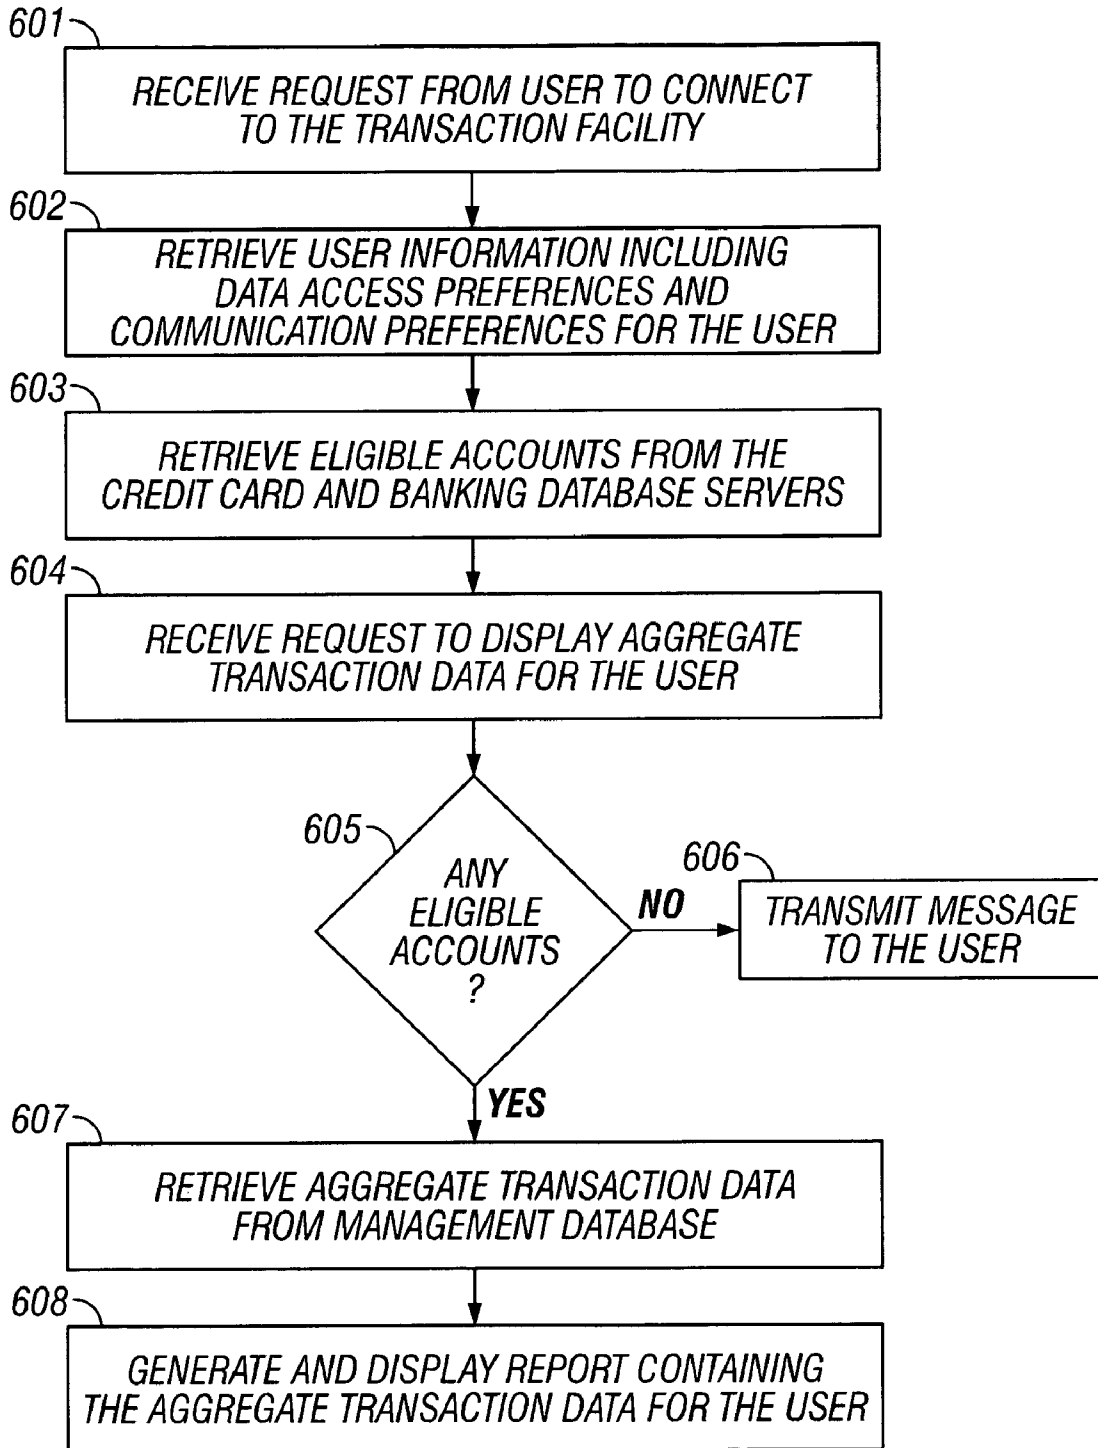 601
RECEIVE REQUEST FROM USER TO CONNECT
TO THE TRANSACTION FACILITY
602
RETRIEVE USER INFORMATION INCLUDING
DATA ACCESS PREFERENCES AND
COMMUNICATION PREFERENCES FOR THE USER
603
RETRIEVE ELIGIBLE ACCOUNTS FROM THE
CREDIT CARD AND BANKING DATABASE SERVERS
604
RECEIVE REQUEST TO DISPLAY AGGREGATE
TRANSACTION DATA FOR THE USER
605
ANY
ELIGIBLE
ACCOUNTS
?
NO
606
TRANSMIT MESSAGE
TO THE USER
YES
607
RETRIEVE AGGREGATE TRANSACTION DATA
FROM MANAGEMENT DATABASE
608
GENERATE AND DISPLAY REPORT CONTAINING
THE AGGREGATE TRANSACTION DATA FOR THE USER